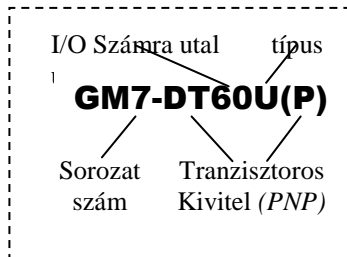 I/O Számra utal típus
GM7-DT60U(P)
Sorozat szám
Tranzisztoros Kivitel (PNP)